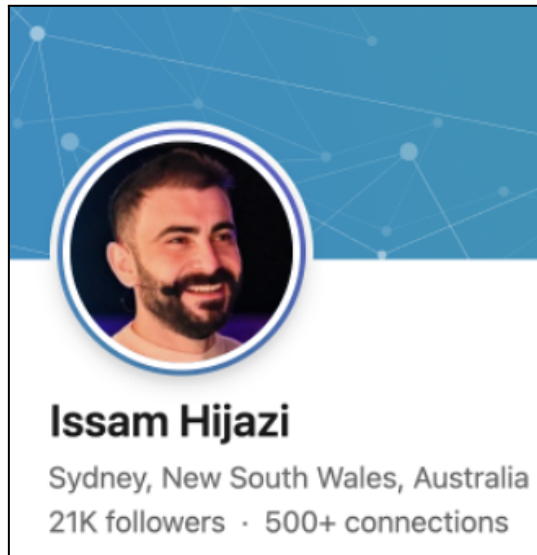 Issam Hijazi
Sydney, New South Wales, Australia
21K followers · 500+ connections